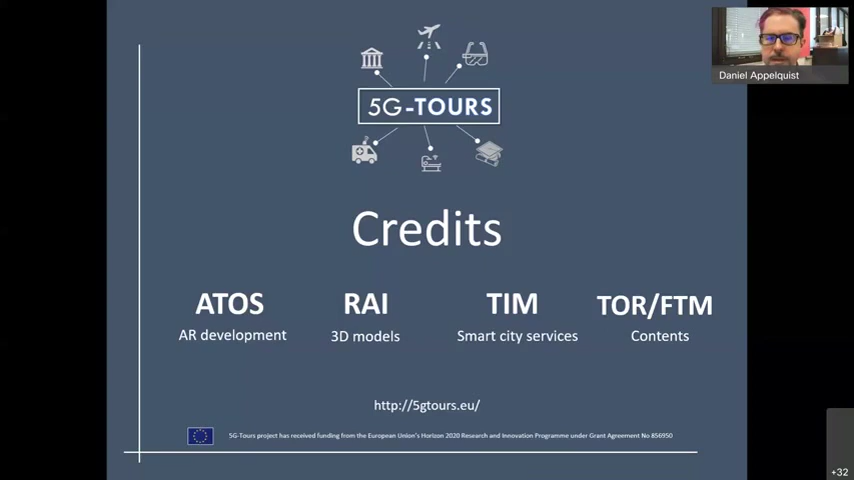 Daniel Appelquist
5G-TOURS
Credits
ATOS RAI TIM TOR/FTM
AR development 3D models Smart city services Contents
http://5gtours.eu/
5G-Tours project has received funding from the European Union's Horizon 2020 Research and Innovation Programme under Grant Agreement No 856950
+32